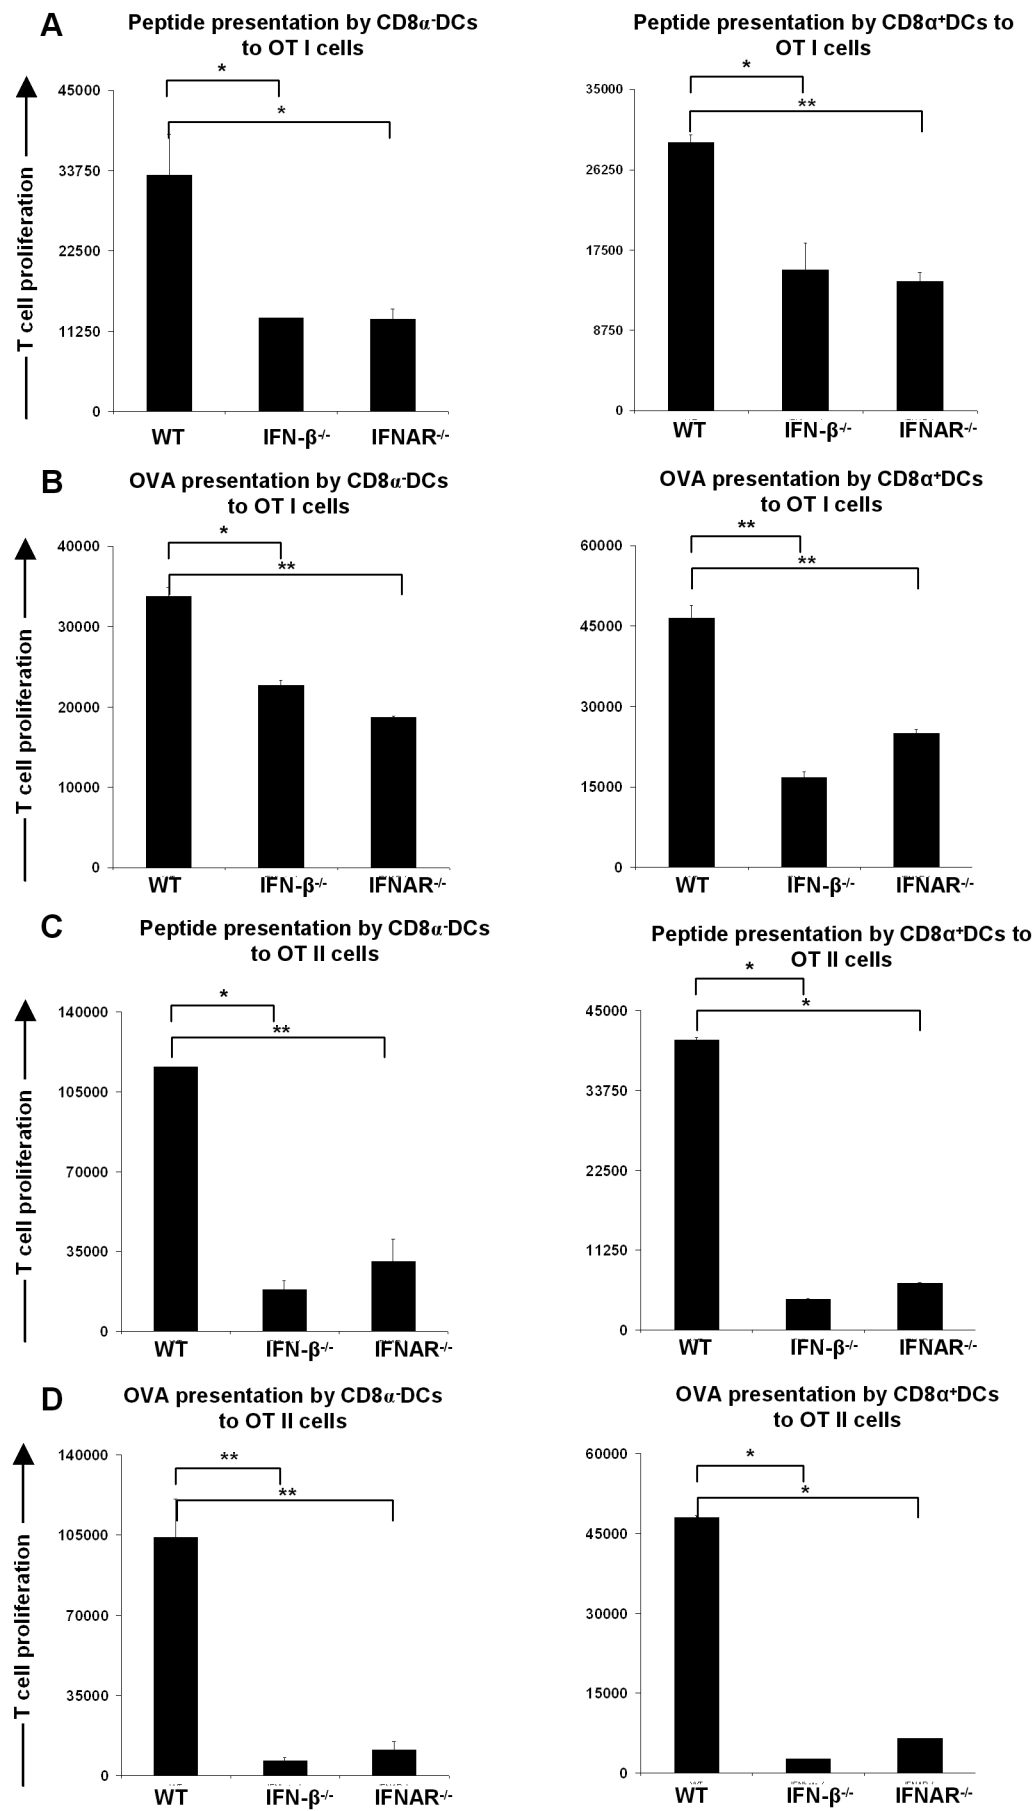 A
Peptide presentation by CD8α-DCs
to OT I cells
Peptide presentation by CD8α+DCs to
OT I cells
T cell proliferation
45000
33750
22500
11250
0
*
*
WT IFN-β-/- IFNAR-/-
35000
26250
17500
8750
0
*
**
WT IFN-β-/- IFNAR-/-
B
OVA presentation by CD8α-DCs
to OT I cells
OVA presentation by CD8α+DCs
to OT I cells
T cell proliferation
40000
30000
20000
10000
0
*
**
WT IFN-β-/- IFNAR-/-
60000
45000
30000
15000
0
**
**
WT IFN-β-/- IFNAR-/-
C
Peptide presentation by CD8α-DCs
to OT II cells
Peptide presentation by CD8α+DCs to
OT II cells
T cell proliferation
140000
105000
70000
35000
0
*
**
WT IFN-β-/- IFNAR-/-
45000
33750
22500
11250
0
*
*
WT IFN-β-/- IFNAR-/-
D
OVA presentation by CD8α-DCs
to OT II cells
OVA presentation by CD8α+DCs
to OT II cells
T cell proliferation
140000
105000
70000
35000
0
**
**
WT IFN-β-/- IFNAR-/-
60000
45000
30000
15000
0
*
*
WT IFN-β-/- IFNAR-/-